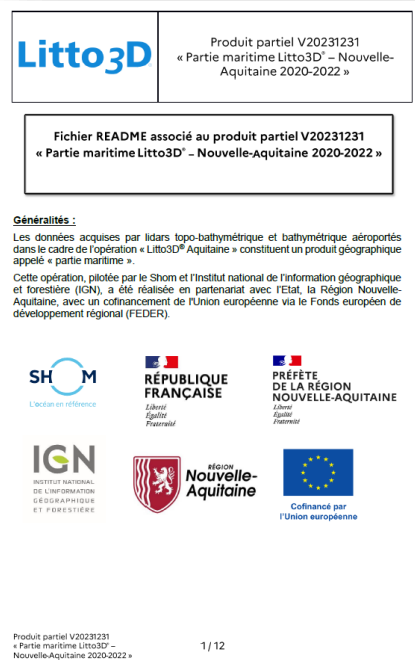 Litto3D
Produit partiel V20231231
« Partie maritime Litto3D® – Nouvelle-
Aquitaine 2020-2022 »
Fichier README associé au produit partiel V20231231
« Partie maritime Litto3D® – Nouvelle-Aquitaine 2020-2022 »
Généralités :
Les données acquises par lidars topo-bathymétrique et bathymétrique aéroportés
dans le cadre de l'opération « Litto3D® Aquitaine » constituent un produit géographique
appelé « partie maritime ».
Cette opération, pilotée par le Shom et l'Institut national de l'information géographique
et forestière (IGN), a été réalisée en partenariat avec l'Etat, la Région Nouvelle-
Aquitaine, avec un cofinancement de l'Union européenne via le Fonds européen de
développement régional (FEDER).
SHOM
L'océan en référence
RÉPUBLIQUE
FRANÇAISE
Liberté
Égalité
Fraternité
PRÉFÈTE
DE LA RÉGION
NOUVELLE-AQUITAINE
Liberté
Égalité
Fraternité
IGN
INSTITUT NATIONAL
DE L'INFORMATION
GÉOGRAPHIQUE
ET FORESTIÈRE
RÉGION
Nouvelle-
Aquitaine
Cofinancé par
l'Union européenne
Produit partiel V20231231
« Partie maritime Litto3D® –
Nouvelle-Aquitaine 2020-2022 »
1 / 12